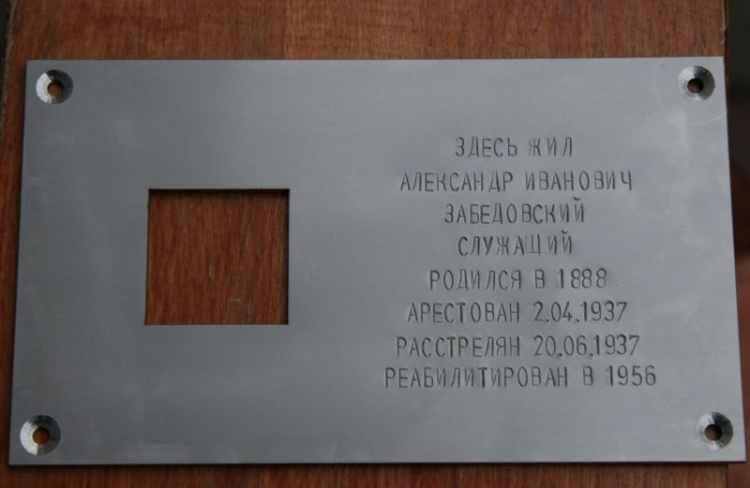 ЗДЕСЬ ЖИЛ
АЛЕКСАНДР ИВАНОВИЧ
ЗАБЕДОВСКИЙ
СЛУЖАЩИЙ
РОДИЛСЯ В 1888
АРЕСТОВАН 2.04.1937
РАССТРЕЛЯН 20.06.1937
РЕАБИЛИТИРОВАН В 1956